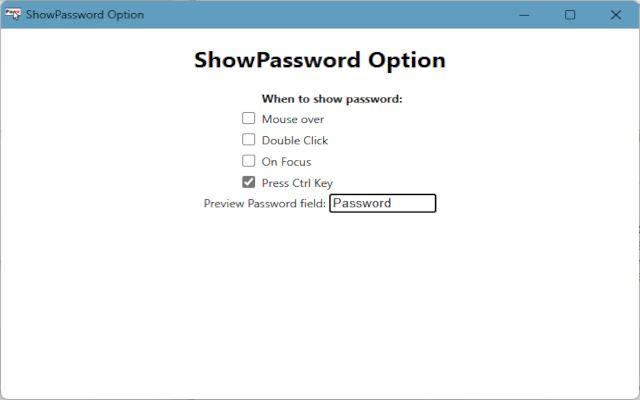 ShowPassword Option
ShowPassword Option
When to show password:
Mouse over
Double Click
On Focus
Press Ctrl Key
Preview Password field: Password